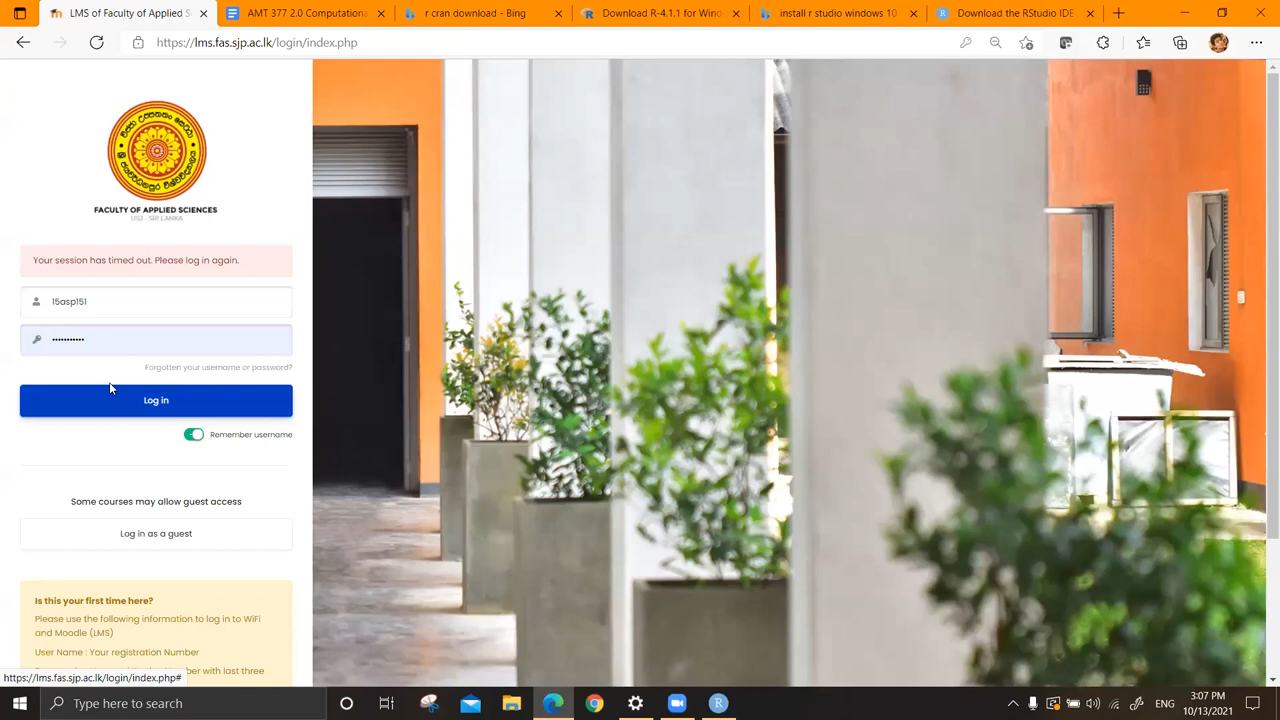 LMS of Faculty of Applied S
AMT 377 2.0 Computationa
r cran download - Bing
Download R-4.1.1 for Wind
install r studio windows 10
Download the RStudio IDE
https://lms.fas.sjp.ac.lk/login/index.php
FACULTY OF APPLIED SCIENCES
USJ - SRI LANKA
Your session has timed out. Please log in again.
15asp151
•••••••••••
Forgotten your username or password?
Log in
Remember username
Some courses may allow guest access
Log in as a guest
Is this your first time here?
Please use the following information to log in to WiFi
and Moodle (LMS)
User Name : Your registration Number
with last three
https://lms.fas.sjp.ac.lk/login/index.php#
Type here to search
ENG
3:07 PM
10/13/2021